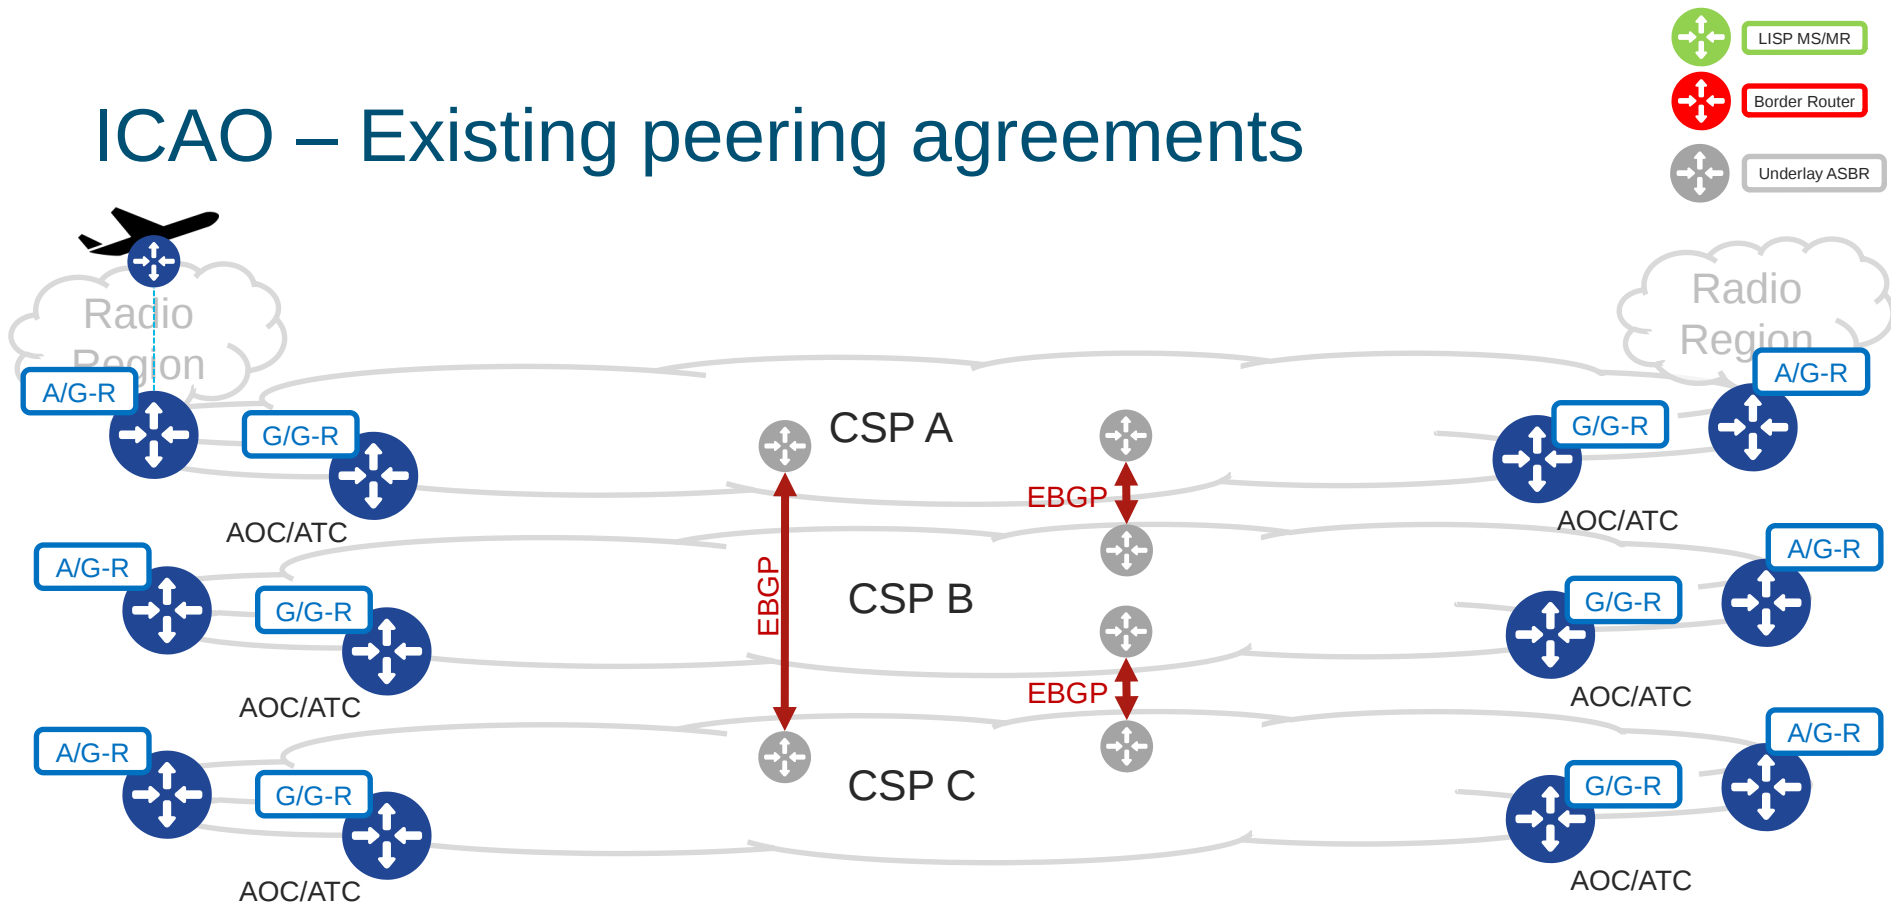 LISP MS/MR
Border Router
Underlay ASBR
ICAO – Existing peering agreements
Radio
Region
Radio
Region
A/G-R
G/G-R
AOC/ATC
CSP A
G/G-R
A/G-R
AOC/ATC
EBGP
EBGP
A/G-R
G/G-R
AOC/ATC
CSP B
G/G-R
A/G-R
AOC/ATC
EBGP
A/G-R
G/G-R
AOC/ATC
CSP C
G/G-R
A/G-R
AOC/ATC